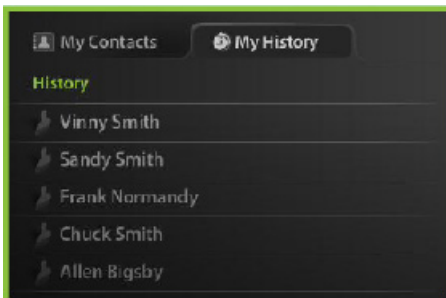 My Contacts My History
History
Vinny Smith
Sandy Smith
Frank Normandy
Chuck Smith
Allen Bigsby